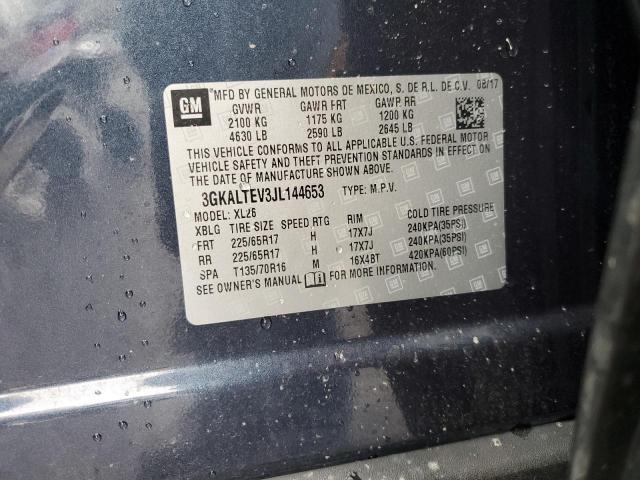 GM
MFD BY GENERAL MOTORS DE MEXICO, S. DE R.L. DE C.V. 08/17
GVWR GAWR FRT GAWR RR
2100 KG 1175 KG 1200 KG
4630 LB 2590 LB 2645 LB
THIS VEHICLE CONFORMS TO ALL APPLICABLE U.S. FEDERAL MOTOR
VEHICLE SAFETY AND THEFT PREVENTION STANDARDS IN EFFECT ON
THE DATE OF MANUFACTURE SHOWN ABOVE.
3GKALTEV3JL144653 TYPE: M.P.V.
MODEL: XL26
XBLG TIRE SIZE SPEED RTG RIM COLD TIRE PRESSURE
FRT 225/65R17 H 17X7J 240KPA(35PSI)
RR 225/65R17 H 17X7J 240KPA(35PSI)
SPA T135/70R16 M 16X4BT 420KPA(60PSI)
SEE OWNER'S MANUAL FOR MORE INFORMATION.